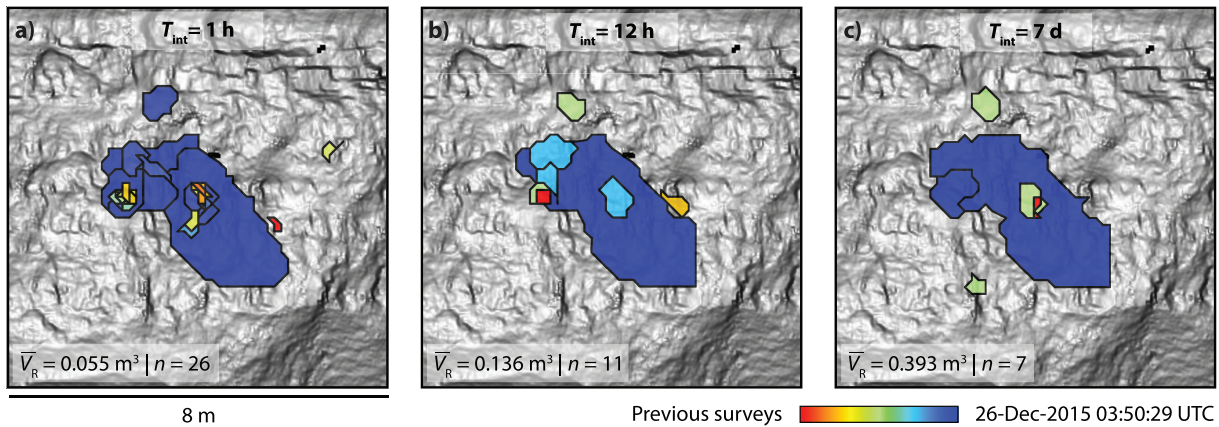 a) T_int = 1 h
b) T_int = 12 h
c) T_int = 7 d
V̅_R = 0.055 m³ | n = 26
V̅_R = 0.136 m³ | n = 11
V̅_R = 0.393 m³ | n = 7
8 m
Previous surveys 26-Dec-2015 03:50:29 UTC